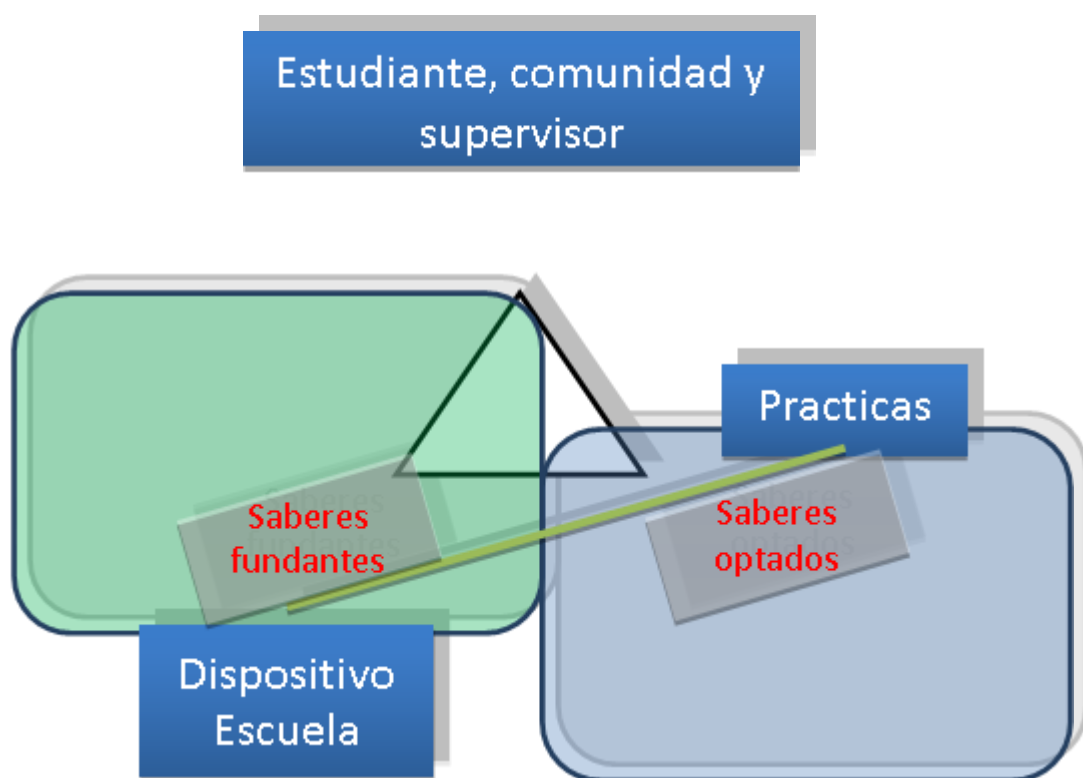 Estudiante, comunidad y
supervisor
Practicas
Saberes
fundantes
Saberes
optados
Dispositivo
Escuela